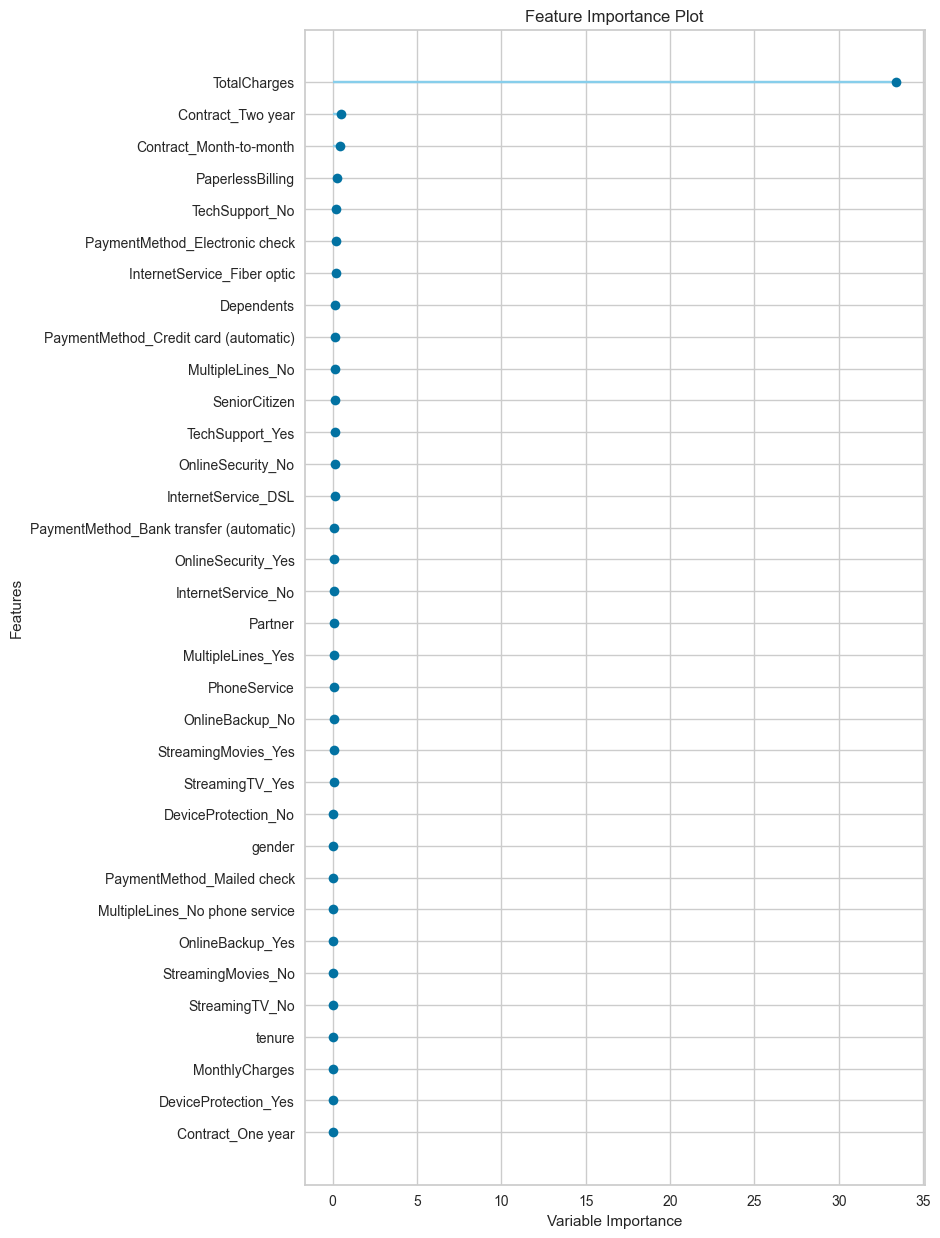 Feature Importance Plot
TotalCharges
Contract_Two year
Contract_Month-to-month
PaperlessBilling
TechSupport_No
PaymentMethod_Electronic check
InternetService_Fiber optic
Dependents
PaymentMethod_Credit card (automatic)
MultipleLines_No
SeniorCitizen
TechSupport_Yes
OnlineSecurity_No
InternetService_DSL
PaymentMethod_Bank transfer (automatic)
OnlineSecurity_Yes
InternetService_No
Partner
MultipleLines_Yes
PhoneService
OnlineBackup_No
StreamingMovies_Yes
StreamingTV_Yes
DeviceProtection_No
gender
PaymentMethod_Mailed check
MultipleLines_No phone service
OnlineBackup_Yes
StreamingMovies_No
StreamingTV_No
tenure
MonthlyCharges
DeviceProtection_Yes
Contract_One year
Features
0 5 10 15 20 25 30 35
Variable Importance